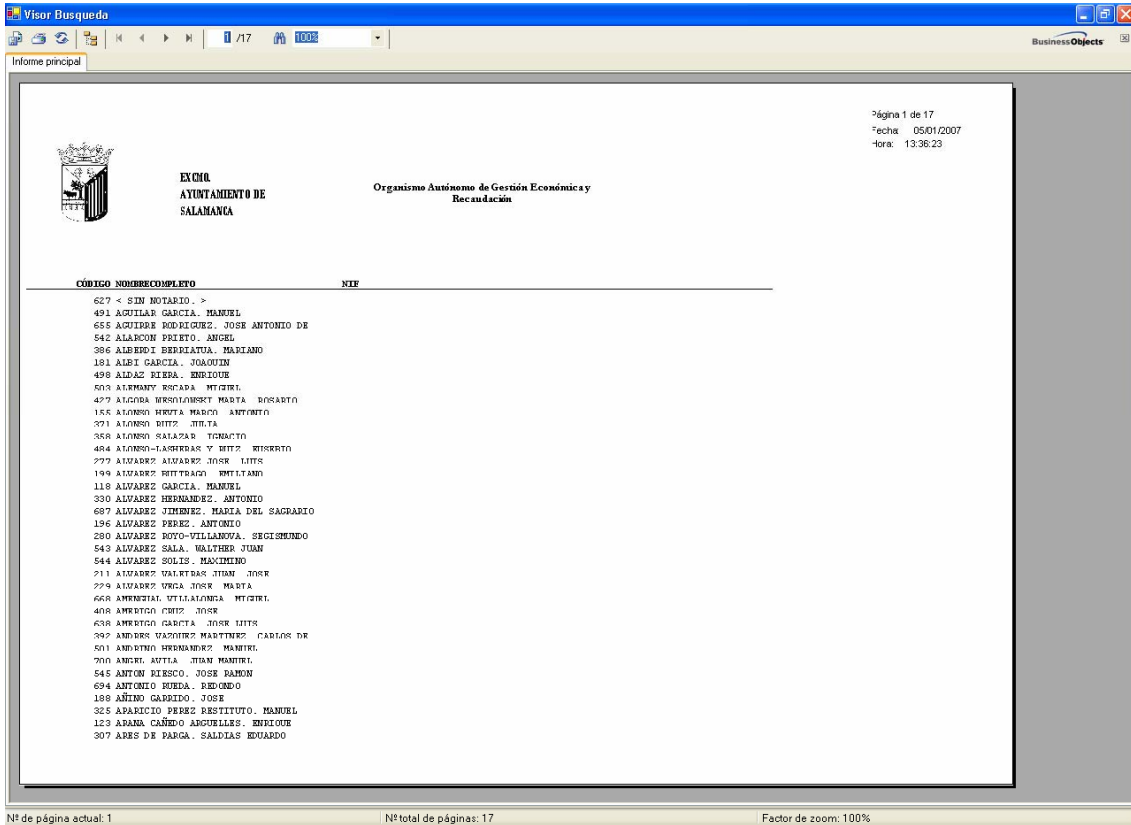 Visor Busqueda
1 /17 100%
BusinessObjects
Informe principal
Página 1 de 17
Fecha: 05/01/2007
Hora: 13:36:23
EXCMO.
AYUNTAMIENTO DE
SALAMANCA
Organismo Autónomo de Gestión Económica y
Recaudación
CÓDIGO NOMBRECOMPLETO NIF
627 < SIN NOTARIO. >
491 AGUILAR GARCIA. MANUEL
655 AGUIRRE RODRIGUEZ. JOSE ANTONIO DE
542 ALARCON PRIETO. ANGEL
386 ALBERDI BERRIATUA. MARIANO
181 ALBI GARCIA. JOAQUIN
498 ALDAZ RIERA. ENRIQUE
503 ALEMANY ESCAPA. MIGUEL
427 ALGORA WESOLOWSKI MARIA. ROSARIO
155 ALONSO HEVIA MARCO. ANTONIO
371 ALONSO RUIZ. JULIA
358 ALONSO SALAZAR. IGNACIO
484 ALONSO-LASHERAS Y RUIZ. EUSEBIO
277 ALVAREZ ALVAREZ JOSE. LUIS
199 ALVAREZ BUITRAGO. EMILIANO
118 ALVAREZ GARCIA. MANUEL
330 ALVAREZ HERNANDEZ. ANTONIO
687 ALVAREZ JIMENEZ. MARIA DEL SAGRARIO
196 ALVAREZ PEREZ. ANTONIO
280 ALVAREZ ROYO-VILLANOVA. SEGISMUNDO
543 ALVAREZ SALA. WALTHER JUAN
544 ALVAREZ SOLIS. MAXIMINO
211 ALVAREZ VALEIRAS JUAN. JOSE
229 ALVAREZ VEGA JOSE. MARIA
668 AMENGUAL VILLALONGA. MIGUEL
408 AMERIGO CRUZ. JOSE
638 AMERIGO GARCIA. JOSE LUIS
392 ANDRES VAZQUEZ MARTINEZ. CARLOS DE
501 ANDRINO HERNANDEZ. MANUEL
700 ANGEL AVILA. JUAN MANUEL
545 ANTON RIESCO. JOSE RAMON
694 ANTONIO RUEDA. REDONDO
188 AÑINO GARRIDO. JOSE
325 APARICIO PEREZ RESTITUTO. MANUEL
123 ARANA CAÑEDO ARGUELLES. ENRIQUE
307 ARES DE PARGA. SALDIAS EDUARDO
Nº de página actual: 1 Nº total de páginas: 17 Factor de zoom: 100%